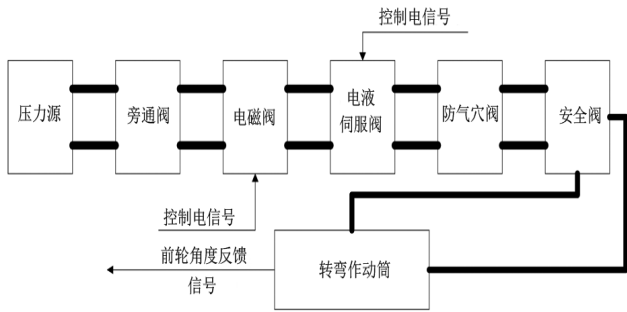 控制电信号
压力源
旁通阀
电磁阀
电液
伺服阀
防气穴阀
安全阀
控制电信号
前轮角度反馈
信号
转弯作动筒